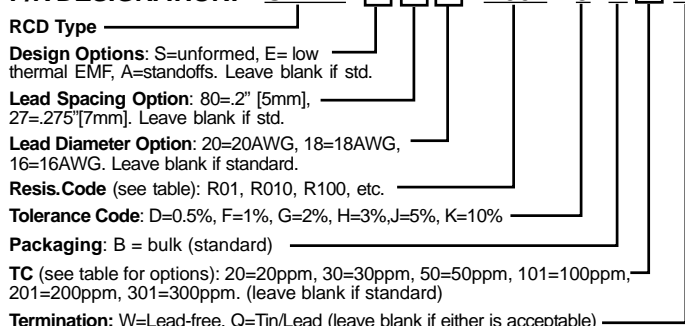 RCD Type
Design Options: S=unformed, E= low
thermal EMF, A=standoffs. Leave blank if std.
Lead Spacing Option: 80=.2" [5mm],
27=.275"[7mm]. Leave blank if std.
Lead Diameter Option: 20=20AWG, 18=18AWG,
16=16AWG. Leave blank if standard.
Resis.Code (see table): R01, R010, R100, etc.
Tolerance Code: D=0.5%, F=1%, G=2%, H=3%,J=5%, K=10%
Packaging: B = bulk (standard)
TC (see table for options): 20=20ppm, 30=30ppm, 50=50ppm, 101=100ppm,
201=200ppm, 301=300ppm. (leave blank if standard)
Termination: W=Lead-free, Q=Tin/Lead (leave blank if either is acceptable)